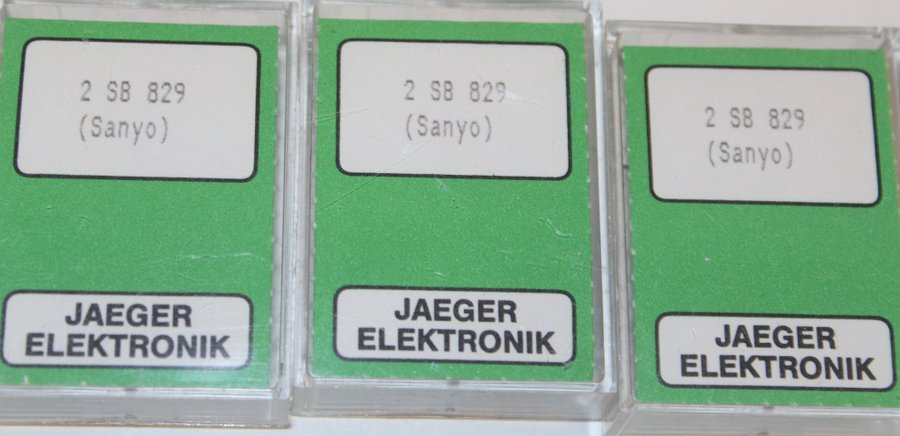 2 SB 829
(Sanyo)
JAEGER
ELEKTRONIK
2 SB 829
(Sanyo)
JAEGER
ELEKTRONIK
2 SB 829
(Sanyo)
JAEGER
ELEKTRONIK